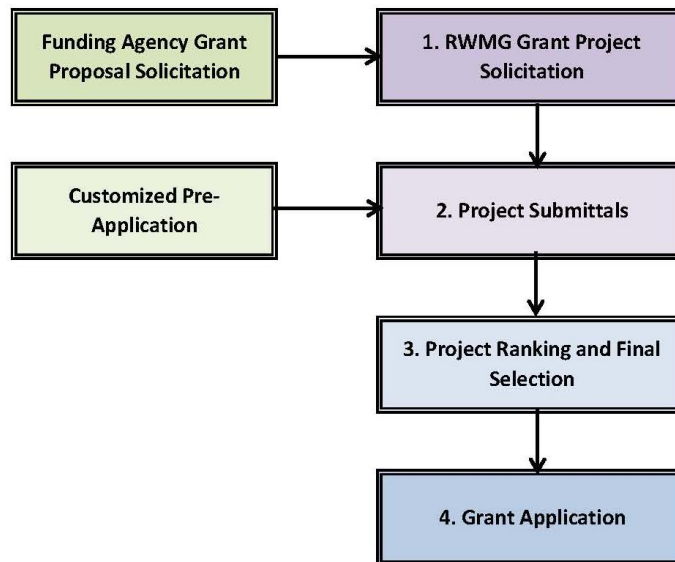 Funding Agency Grant
Proposal Solicitation
1. RWMG Grant Project
Solicitation
Customized Pre-
Application
2. Project Submittals
3. Project Ranking and Final
Selection
4. Grant Application